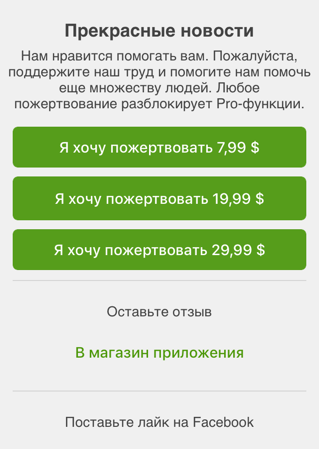 Прекрасные новости
Нам нравится помогать вам. Пожалуйста,
поддержите наш труд и помогите нам помочь
еще множеству людей. Любое
пожертвование разблокирует Pro-функции.
Я хочу пожертвовать 7,99 $
Я хочу пожертвовать 19,99 $
Я хочу пожертвовать 29,99 $
Оставьте отзыв
В магазин приложения
Поставьте лайк на Facebook